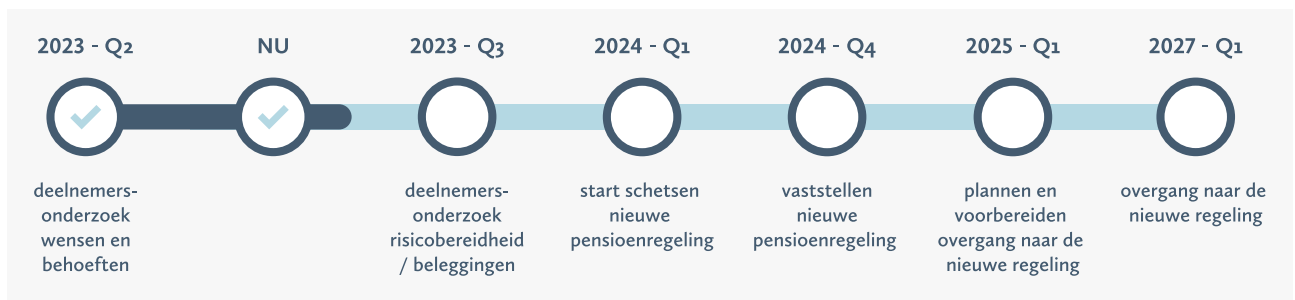 2023 - Q2
NU
2023 - Q3
2024 - Q1
2024 - Q4
2025 - Q1
2027 - Q1
deelnemers-
onderzoek
wensen en
behoeften
deelnemers-
onderzoek
risicobereidheid
/ beleggingen
start schetsen
nieuwe
pensioenregeling
vaststellen
nieuwe
pensioenregeling
plannen en
voorbereiden
overgang naar de
nieuwe regeling
overgang naar de
nieuwe regeling